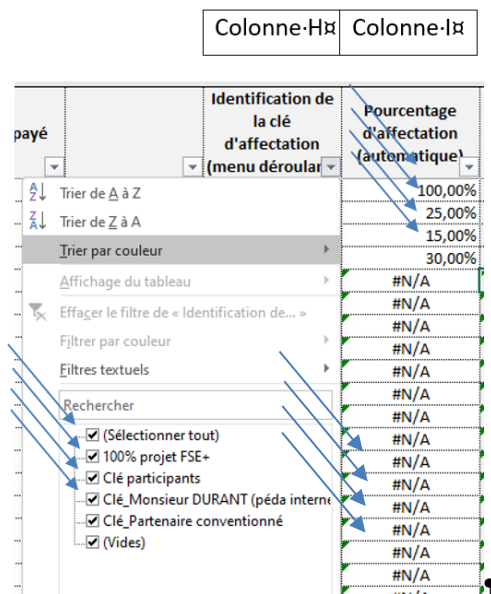 Colonne·H¤ Colonne·I¤
payé
Identification de
la clé
d'affectation
(menu déroulan
Pourcentage
d'affectation
(automatique)
Trier de A à Z
Trier de Z à A
Trier par couleur
Affichage du tableau
Effacer le filtre de « Identification de... »
Filtrer par couleur
Filtres textuels
Rechercher
(Sélectionner tout)
100% projet FSE+
Clé participants
Clé_Monsieur DURANT (péda interne
Clé_Partenaire conventionné
(Vides)
100,00%
25,00%
15,00%
30,00%
#N/A
#N/A
#N/A
#N/A
#N/A
#N/A
#N/A
#N/A
#N/A
#N/A
#N/A
#N/A
#N/A
#N/A